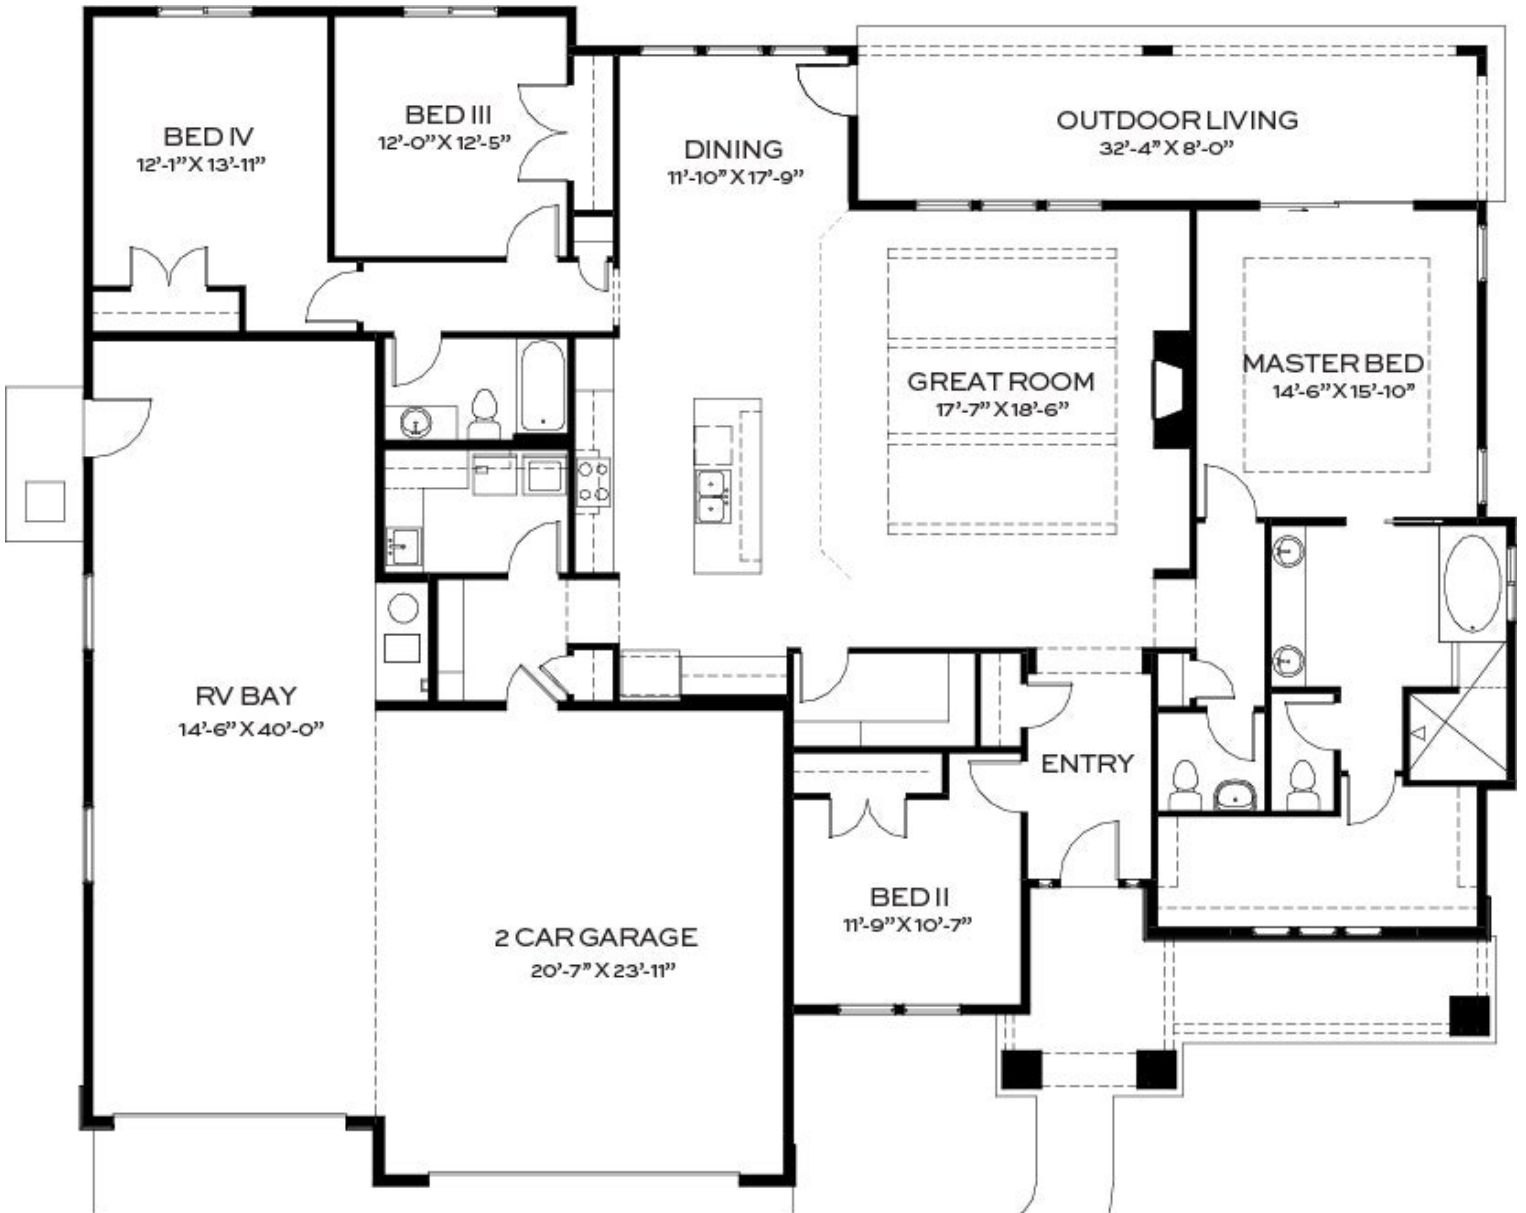 BED IV
12'-1" X 13'-11"
BED III
12'-0" X 12'-5"
DINING
11'-10" X 17'-9"
OUTDOOR LIVING
32'-4" X 8'-0"
GREAT ROOM
17'-7" X 18'-6"
MASTER BED
14'-6" X 15'-10"
RV BAY
14'-6" X 40'-0"
ENTRY
BED II
11'-9" X 10'-7"
2 CAR GARAGE
20'-7" X 23'-11"